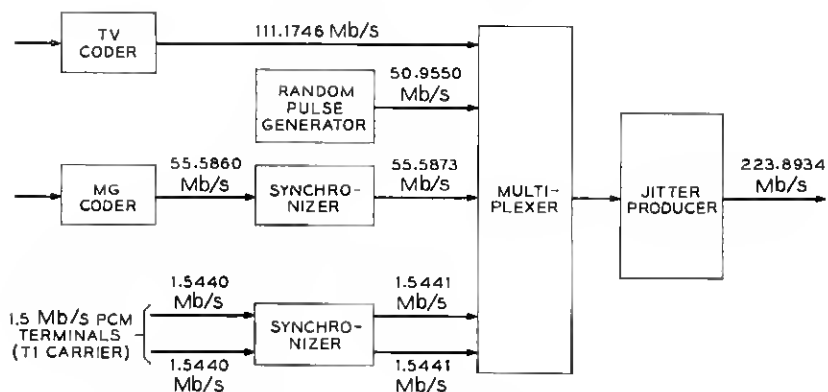 TV
CODER
111.1746 Mb/s
RANDOM
PULSE
GENERATOR
50.9550
Mb/s
MG
CODER
55.5860
Mb/s
SYNCHRO-
NIZER
55.5873
Mb/s
MULTI-
PLEXER
JITTER
PRODUCER
223.8934
Mb/s
1.5 Mb/s PCM
TERMINALS
(T1 CARRIER)
1.5440
Mb/s
1.5440
Mb/s
SYNCHRO-
NIZER
1.5441
Mb/s
1.5441
Mb/s